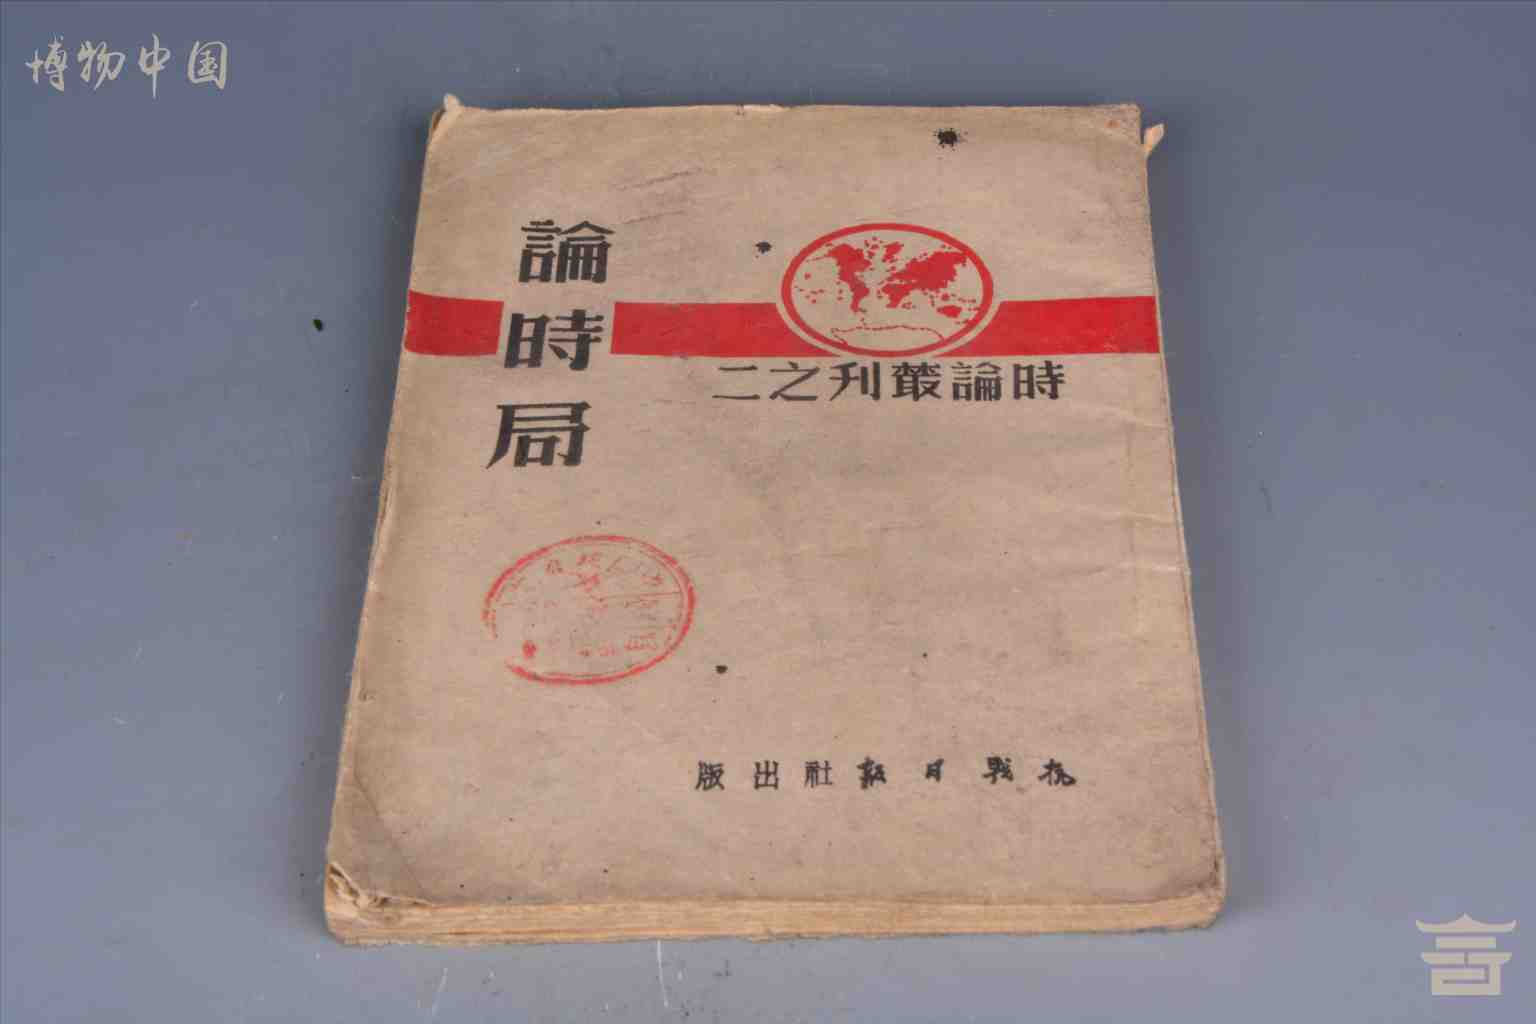 博物中国
論時局
時論叢刊之二
抗戰日報社出版